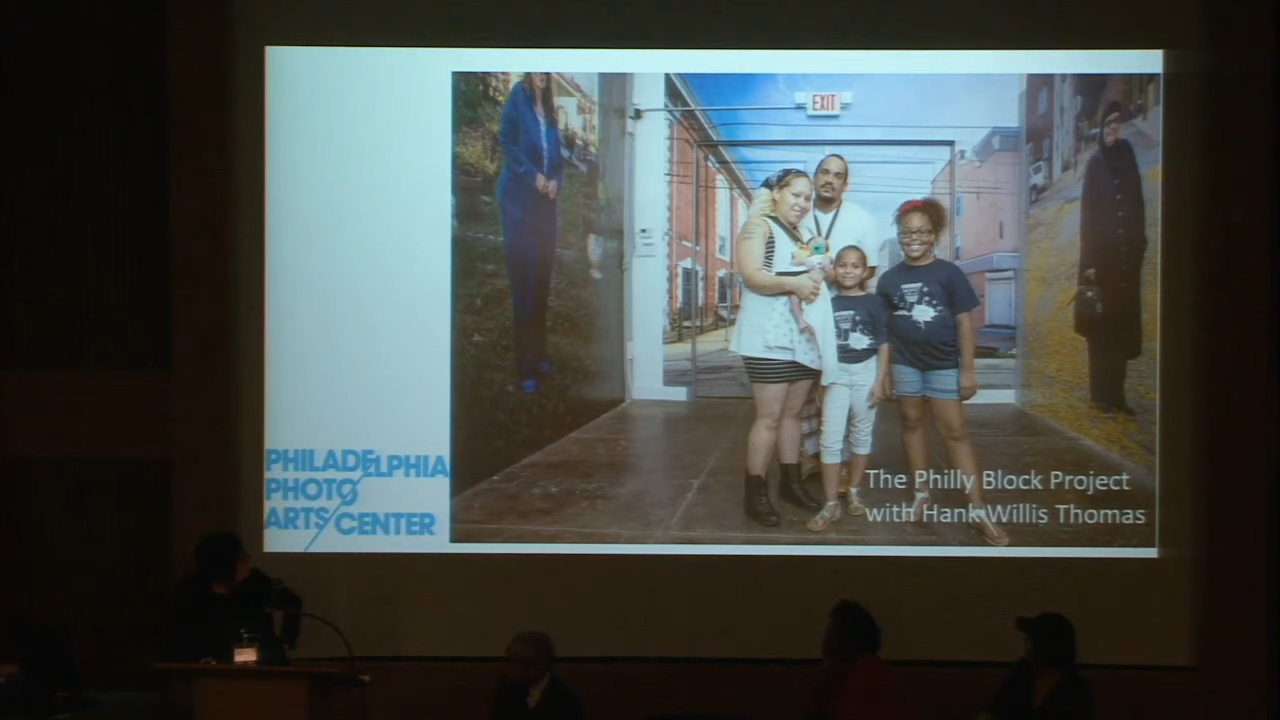 EXIT
PHILADELPHIA
PHOTO
ARTS/CENTER
The Philly Block Project
with Hank Willis Thomas